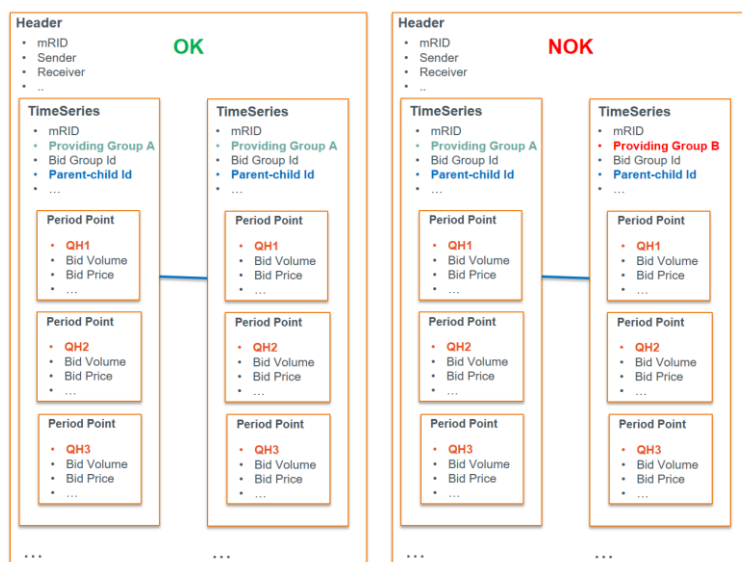 Header
• mRID
• Sender
• Receiver
• ..
OK
TimeSeries
• mRID
• Providing Group A
• Bid Group Id
• Parent-child Id
• …
Period Point
• QH1
• Bid Volume
• Bid Price
• …
Period Point
• QH2
• Bid Volume
• Bid Price
• …
Period Point
• QH3
• Bid Volume
• Bid Price
• …
…
TimeSeries
• mRID
• Providing Group A
• Bid Group Id
• Parent-child Id
• …
Period Point
• QH1
• Bid Volume
• Bid Price
• …
Period Point
• QH2
• Bid Volume
• Bid Price
• …
Period Point
• QH3
• Bid Volume
• Bid Price
• …
…
Header
• mRID
• Sender
• Receiver
• ..
NOK
TimeSeries
• mRID
• Providing Group A
• Bid Group Id
• Parent-child Id
• …
Period Point
• QH1
• Bid Volume
• Bid Price
• …
Period Point
• QH2
• Bid Volume
• Bid Price
• …
Period Point
• QH3
• Bid Volume
• Bid Price
• …
…
TimeSeries
• mRID
• Providing Group B
• Bid Group Id
• Parent-child Id
• …
Period Point
• QH1
• Bid Volume
• Bid Price
• …
Period Point
• QH2
• Bid Volume
• Bid Price
• …
Period Point
• QH3
• Bid Volume
• Bid Price
• …
…